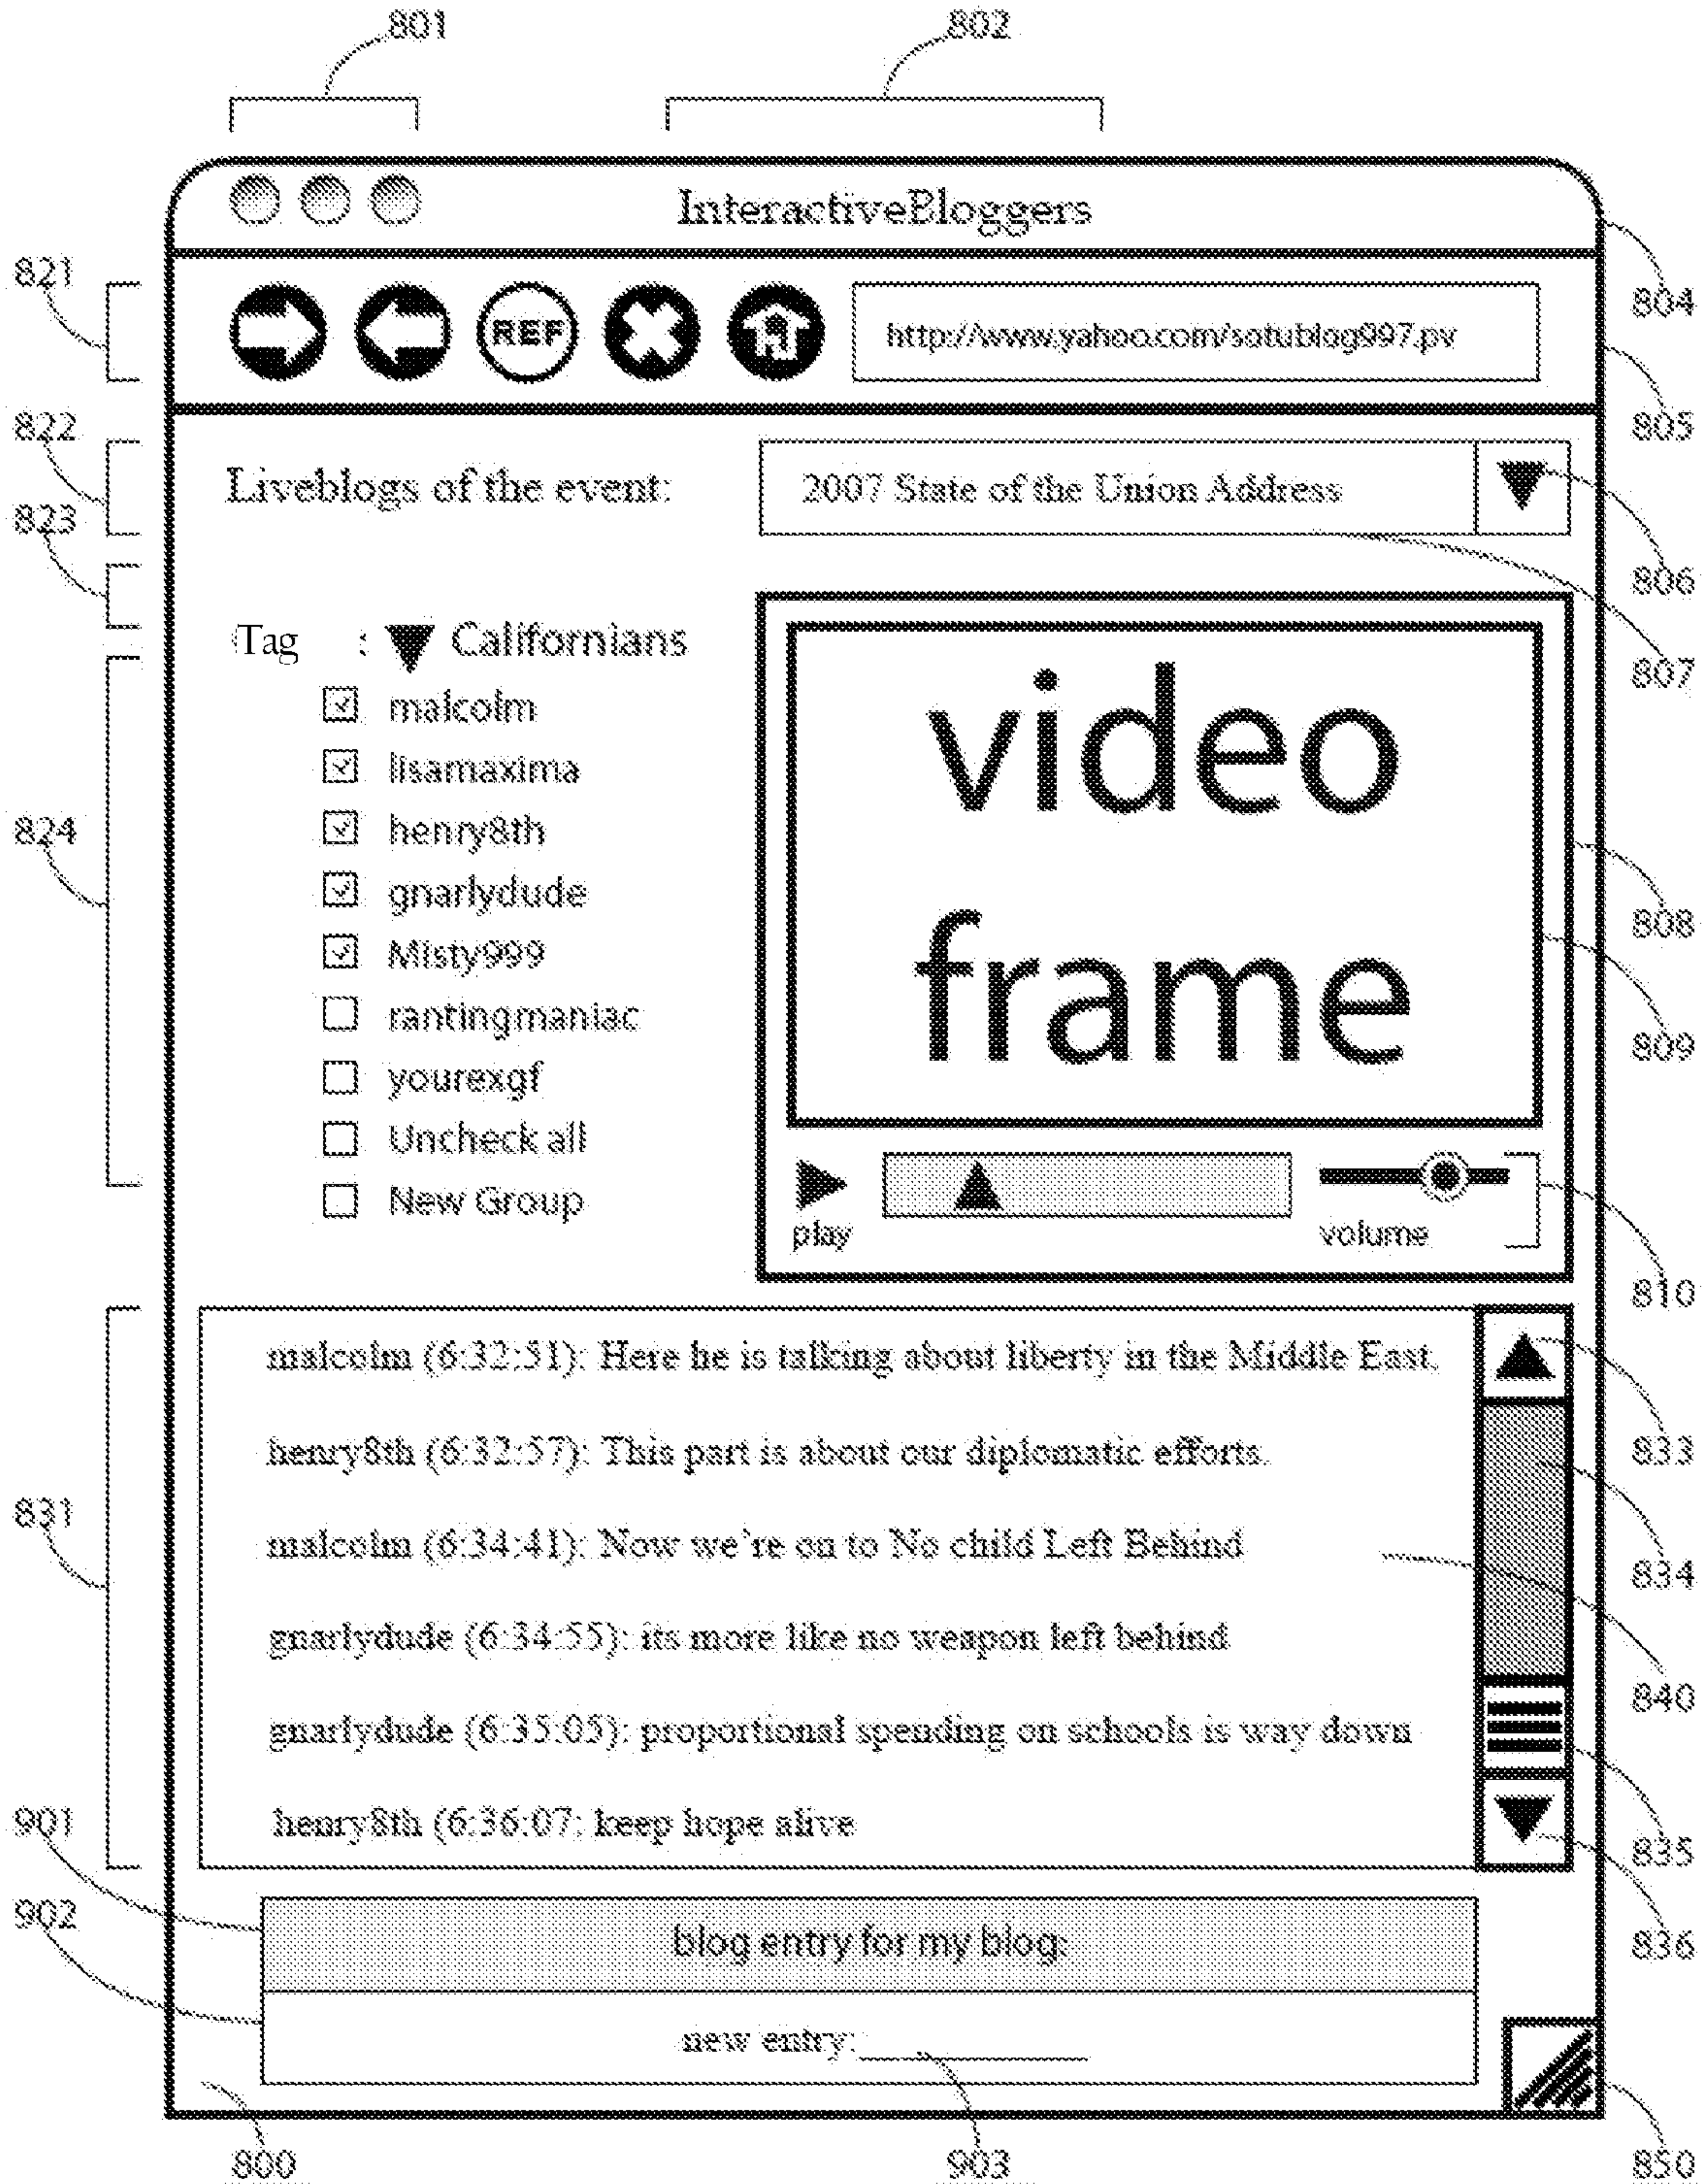 801 802
InteractiveBloggers
821
804
REF http://www.yahoo.com/sotublog997.pv
822
805
Liveblogs of the event: 2007 State of the Union Address
823
806
Tag : Californians
807
malcolm
lisamaxima
824
henry8th
gnarlydude
Misty999
rantingmaniac
yourexgf
Uncheck all
New Group
video
frame
808
809
play volume
810
malcolm (6:32:51): Here he is talking about liberty in the Middle East.
henry8th (6:32:57): This part is about our diplomatic efforts.
833
831
malcolm (6:34:41): Now we're on to No child Left Behind
834
gnarlydude (6:34:55): its more like no weapon left behind
840
gnarlydude (6:35:05): proportional spending on schools is way down
901
henry8th (6:36:07: keep hope alive
835
902
blog entry for my blog:
836
new entry:
800 903 850